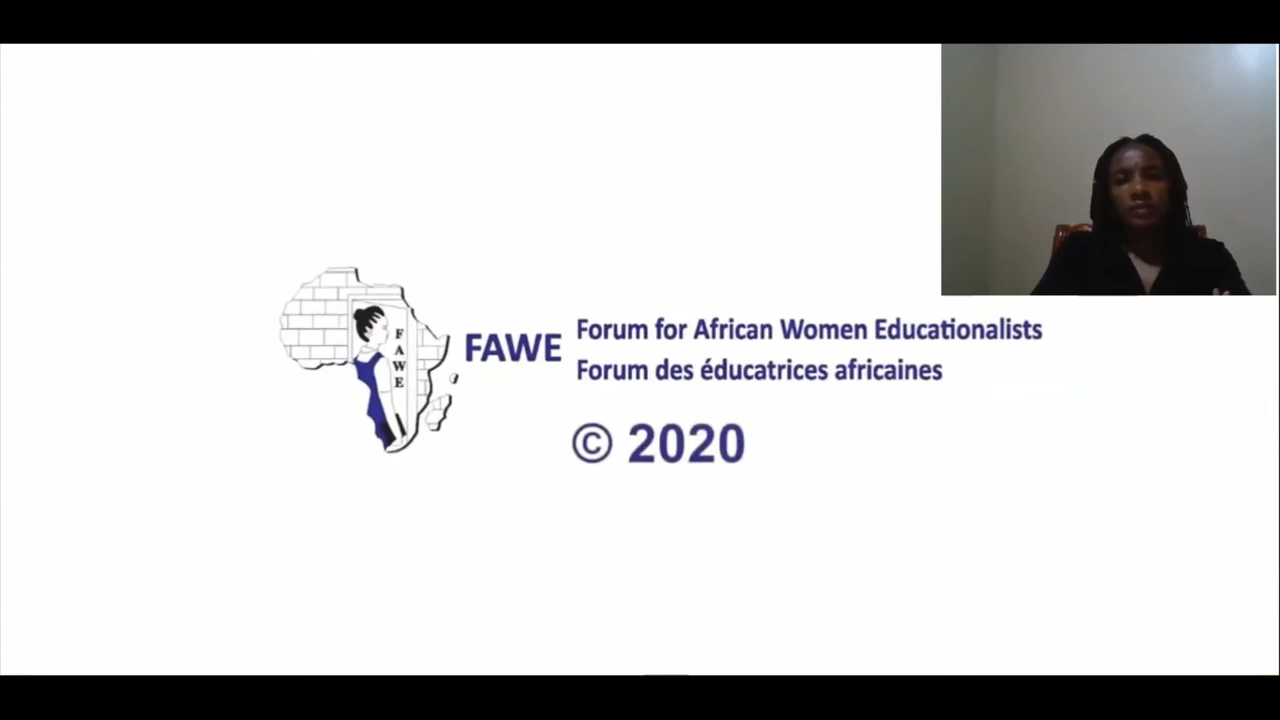 FAWE
FAWE
Forum for African Women Educationalists
Forum des éducatrices africaines
© 2020